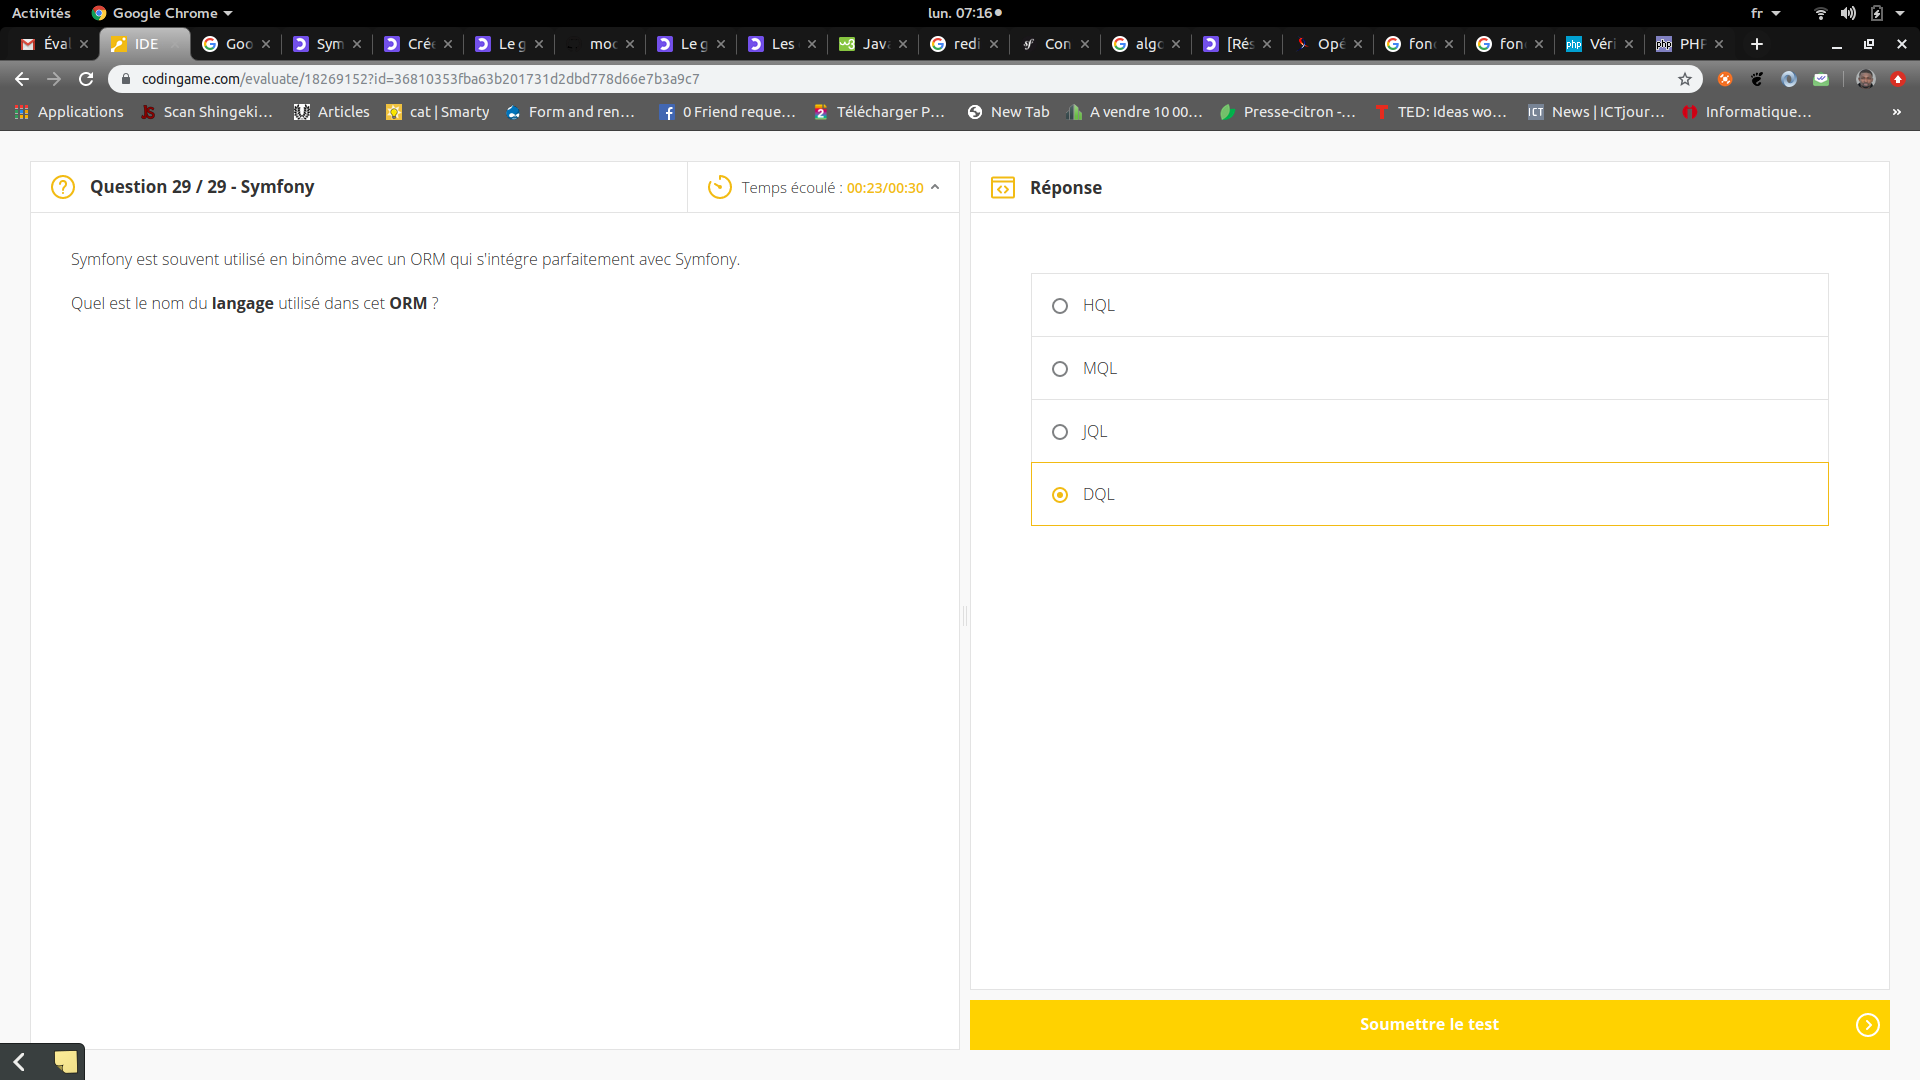 Activités Google Chrome lun. 07:16 fr
Éval IDE Goo Sym Crée Le g moc Le g Les Java redi Con algo [Rés Opé fonc fonc Véri PHP
codingame.com/evaluate/18269152?id=36810353fba63b201731d2dbd778d66e7b3a9c7
Applications Scan Shingeki... Articles cat | Smarty Form and ren... 0 Friend reque... Télécharger P... New Tab A vendre 10 00... Presse-citron -... TED: Ideas wo... News | ICTjour... Informatique... »
Question 29 / 29 - Symfony
Temps écoulé : 00:23/00:30
Symfony est souvent utilisé en binôme avec un ORM qui s'intégre parfaitement avec Symfony.
Quel est le nom du langage utilisé dans cet ORM ?
Réponse
HQL
MQL
JQL
DQL
Soumettre le test